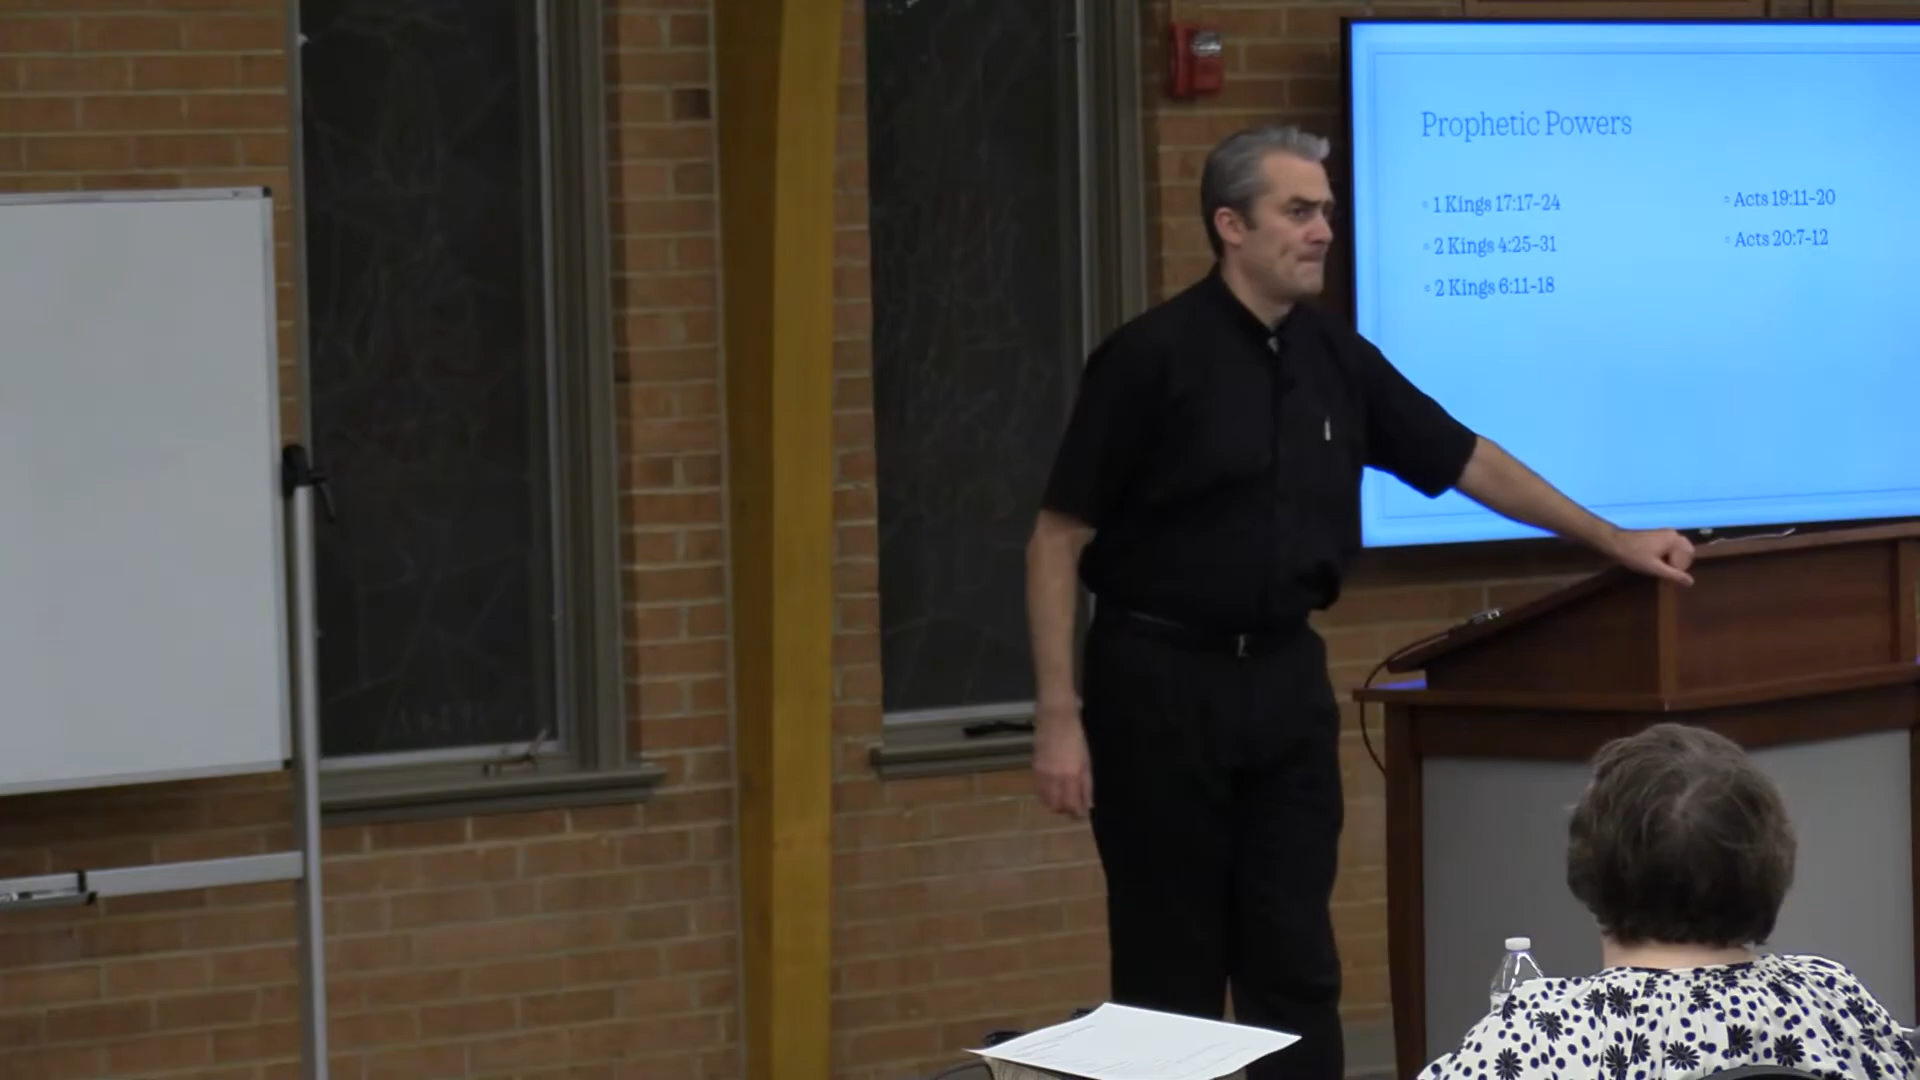 Prophetic Powers
▫ 1 Kings 17:17-24
▫ 2 Kings 4:25-31
▫ 2 Kings 6:11-18
▫ Acts 19:11-20
▫ Acts 20:7-12